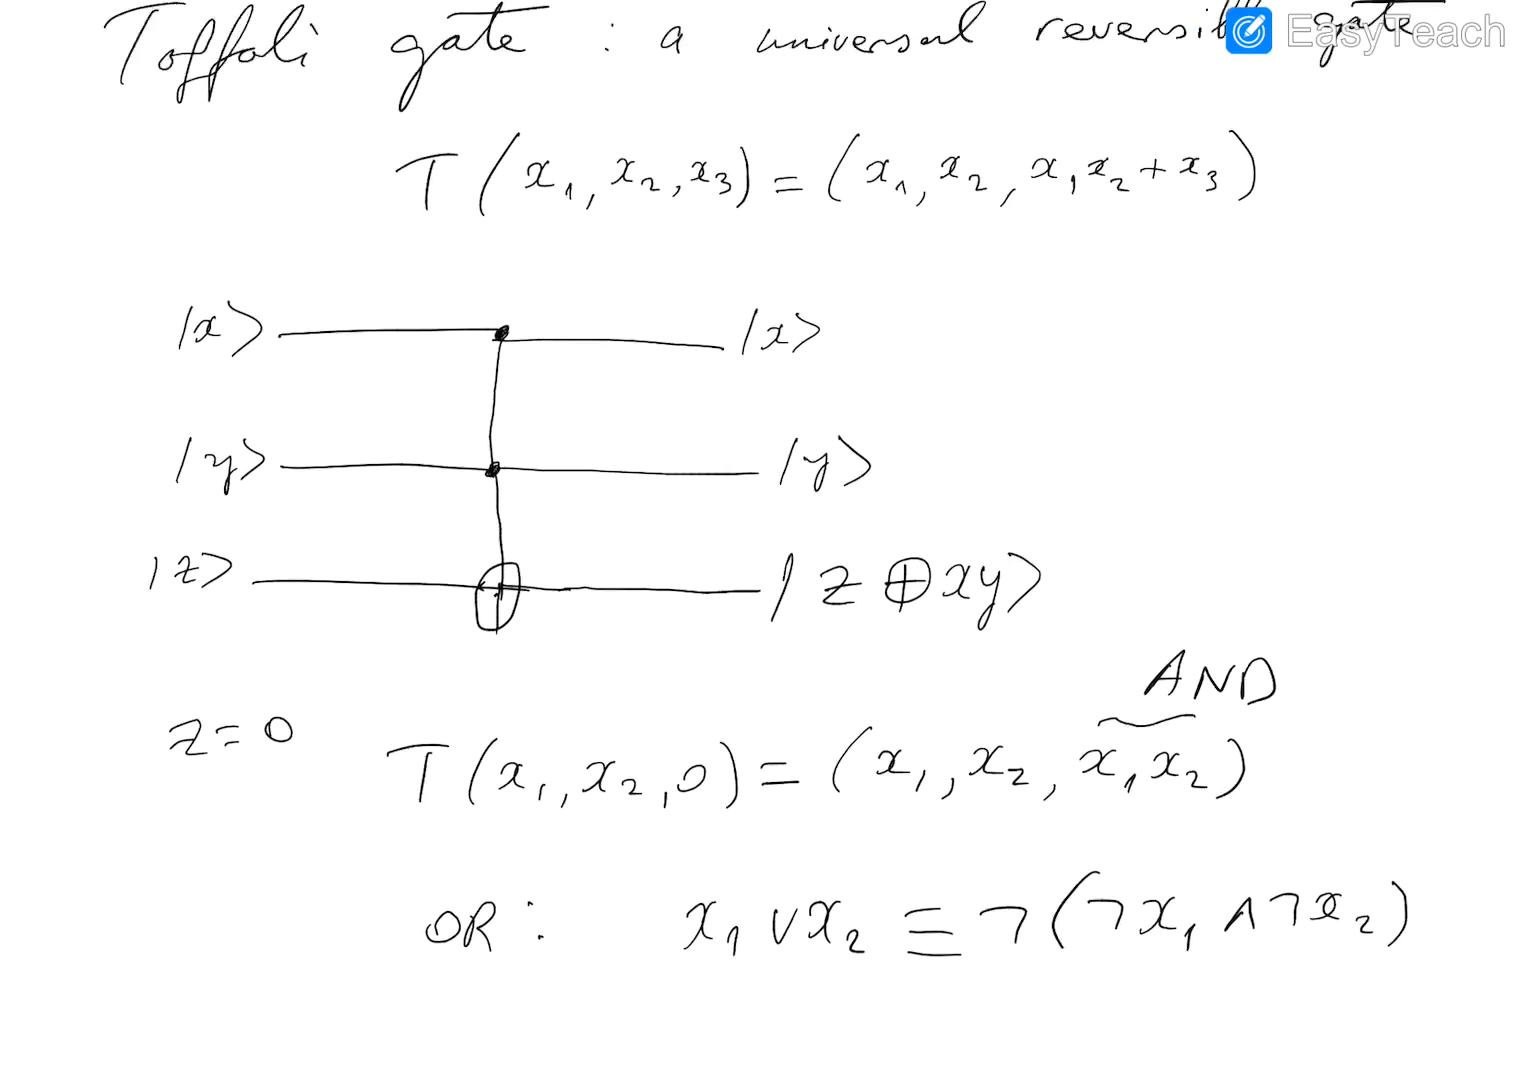 Toffoli gate : a universal reversible gate
EasyTeach
T(x₁, x₂, x₃) = (x₁, x₂, x₁x₂ + x₃)
|x⟩ |x⟩
|y⟩ |y⟩
|z⟩ |z ⊕ xy⟩
AND
z = 0 T(x₁, x₂, 0) = (x₁, x₂, x₁x₂)
OR : x₁ ∨ x₂ ≡ ¬(¬x₁ ∧ ¬x₂)